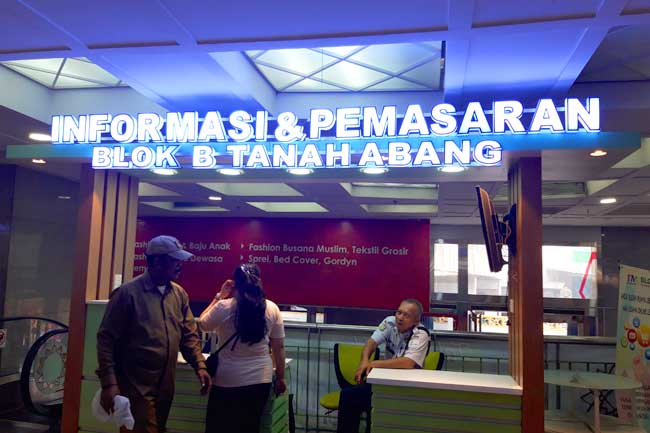 INFORMASI & PEMASARAN
BLOK B TANAH ABANG
Baju Anak
Dewasa
▸ Fashion Busana Muslim, Tekstil Grosir
▸ Sprei, Bed Cover, Gordyn